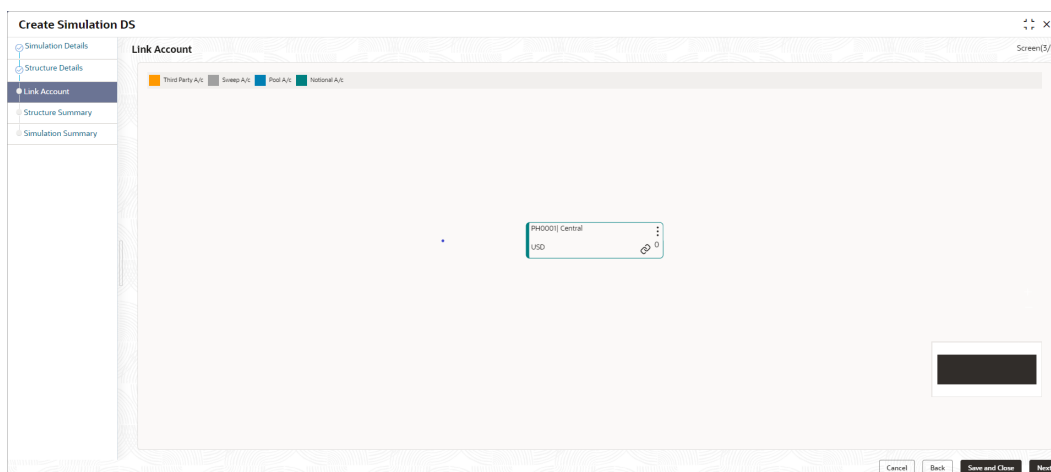 Create Simulation DS
Simulation Details
Structure Details
Link Account
Structure Summary
Simulation Summary
Link Account
Screen(3/
Third Party A/c Sweep A/c Pool A/c Notional A/c
PH0001| Central
USD
0
Cancel Back Save and Close Next